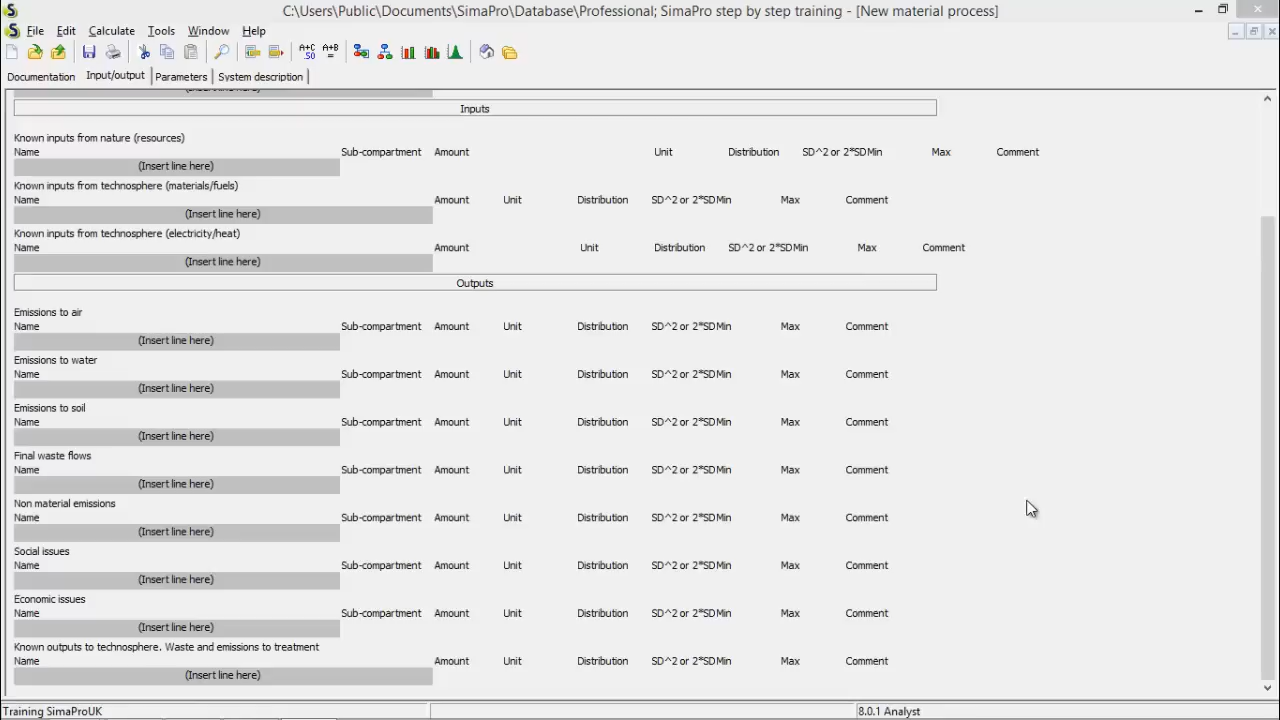 C:\Users\Public\Documents\SimaPro\Database\Professional; SimaPro step by step training - [New material process]
File Edit Calculate Tools Window Help
A+C 50 A+B =
Documentation Input/output Parameters System description
(Insert line here)
Inputs
Known inputs from nature (resources)
Name Sub-compartment Amount Unit Distribution SD^2 or 2*SDMin Max Comment
(Insert line here)
Known inputs from technosphere (materials/fuels)
Name Amount Unit Distribution SD^2 or 2*SDMin Max Comment
(Insert line here)
Known inputs from technosphere (electricity/heat)
Name Amount Unit Distribution SD^2 or 2*SDMin Max Comment
(Insert line here)
Outputs
Emissions to air
Name Sub-compartment Amount Unit Distribution SD^2 or 2*SDMin Max Comment
(Insert line here)
Emissions to water
Name Sub-compartment Amount Unit Distribution SD^2 or 2*SDMin Max Comment
(Insert line here)
Emissions to soil
Name Sub-compartment Amount Unit Distribution SD^2 or 2*SDMin Max Comment
(Insert line here)
Final waste flows
Name Sub-compartment Amount Unit Distribution SD^2 or 2*SDMin Max Comment
(Insert line here)
Non material emissions
Name Sub-compartment Amount Unit Distribution SD^2 or 2*SDMin Max Comment
(Insert line here)
Social issues
Name Sub-compartment Amount Unit Distribution SD^2 or 2*SDMin Max Comment
(Insert line here)
Economic issues
Name Sub-compartment Amount Unit Distribution SD^2 or 2*SDMin Max Comment
(Insert line here)
Known outputs to technosphere. Waste and emissions to treatment
Name Amount Unit Distribution SD^2 or 2*SDMin Max Comment
(Insert line here)
Training SimaProUK 8.0.1 Analyst